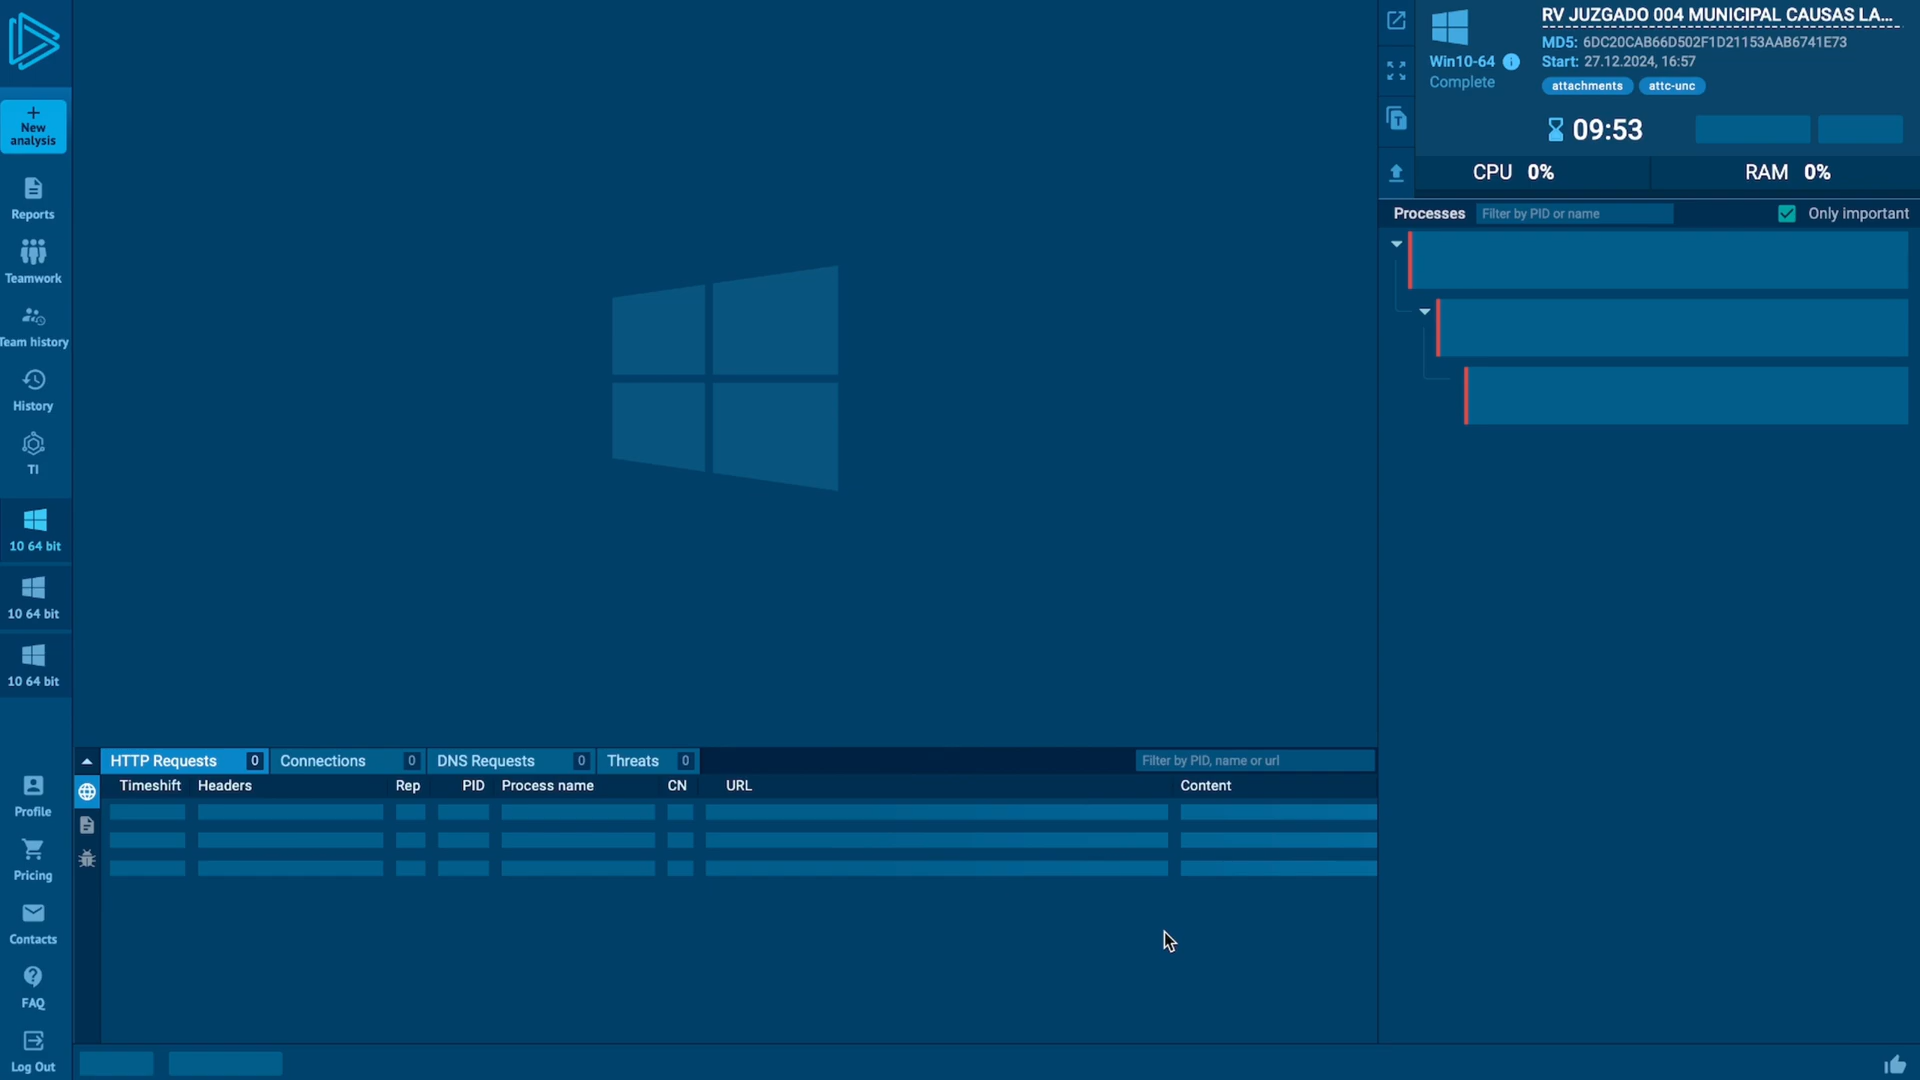 RV JUZGADO 004 MUNICIPAL CAUSAS LA...
MD5: 6DC20CAB66D502F1D21153AAB6741E73
Win10-64
Start: 27.12.2024, 16:57
Complete
attachments
attc-unc
+
New
analysis
09:53
CPU 0%
RAM 0%
Processes
Filter by PID or name
Only important
Reports
Teamwork
Team history
History
TI
10 64 bit
10 64 bit
10 64 bit
HTTP Requests 0
Connections 0
DNS Requests 0
Threats 0
Filter by PID, name or url
Timeshift
Headers
Rep
PID
Process name
CN
URL
Content
Profile
Pricing
Contacts
FAQ
Log Out